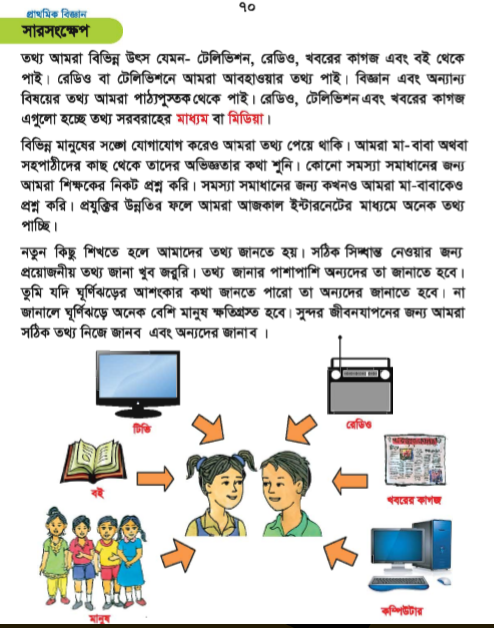 ৭০
প্রাথমিক বিজ্ঞান
সারসংক্ষেপ
তথ্য আমরা বিভিন্ন উৎস যেমন- টেলিভিশন, রেডিও, খবরের কাগজ এবং বই থেকে
পাই। রেডিও বা টেলিভিশনে আমরা আবহাওয়ার তথ্য পাই। বিজ্ঞান এবং অন্যান্য
বিষয়ের তথ্য আমরা পাঠ্যপুস্তক থেকে পাই। রেডিও, টেলিভিশন এবং খবরের কাগজ
এগুলো হচ্ছে তথ্য সরবরাহের মাধ্যম বা মিডিয়া।
বিভিন্ন মানুষের সঙ্গে যোগাযোগ করেও আমরা তথ্য পেয়ে থাকি। আমরা মা-বাবা অথবা
সহপাঠীদের কাছ থেকে তাদের অভিজ্ঞতার কথা শুনি। কোনো সমস্যা সমাধানের জন্য
আমরা শিক্ষকের নিকট প্রশ্ন করি। সমস্যা সমাধানের জন্য কখনও আমরা মা-বাবাকেও
প্রশ্ন করি। প্রযুক্তির উন্নতির ফলে আমরা আজকাল ইন্টারনেটের মাধ্যমে অনেক তথ্য
পাচ্ছি।
নতুন কিছু শিখতে হলে আমাদের তথ্য জানতে হয়। সঠিক সিদ্ধান্ত নেওয়ার জন্য
প্রয়োজনীয় তথ্য জানা খুব জরুরি। তথ্য জানার পাশাপাশি অন্যদের তা জানাতে হবে।
তুমি যদি ঘূর্ণিঝড়ের আশংকার কথা জানতে পারো তা অন্যদের জানাতে হবে। না
জানালে ঘূর্ণিঝড়ে অনেক বেশি মানুষ ক্ষতিগ্রস্ত হবে। সুন্দর জীবনযাপনের জন্য আমরা
সঠিক তথ্য নিজে জানব এবং অন্যদের জানাব ।
টিভি
রেডিও
বই
খবরের কাগজ
মানুষ
কম্পিউটার